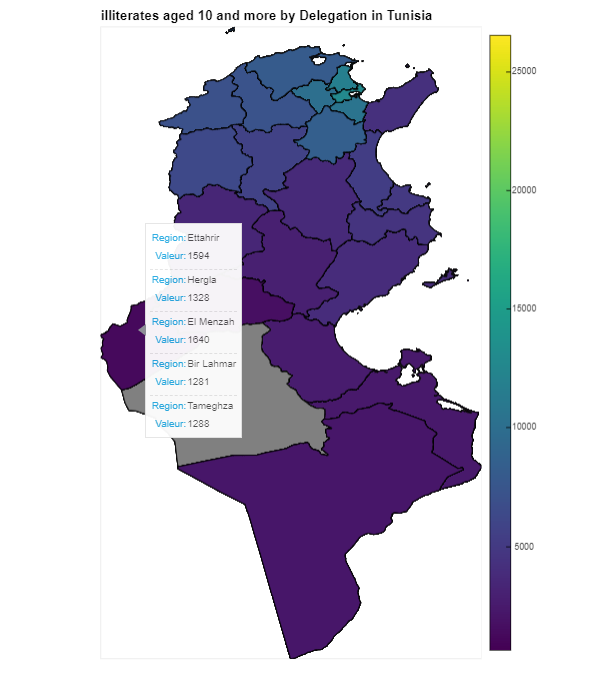 illiterates aged 10 and more by Delegation in Tunisia
25000
20000
15000
10000
5000
Region: Ettahrir
Valeur: 1594
Region: Hergla
Valeur: 1328
Region: El Menzah
Valeur: 1640
Region: Bir Lahmar
Valeur: 1281
Region: Tameghza
Valeur: 1288